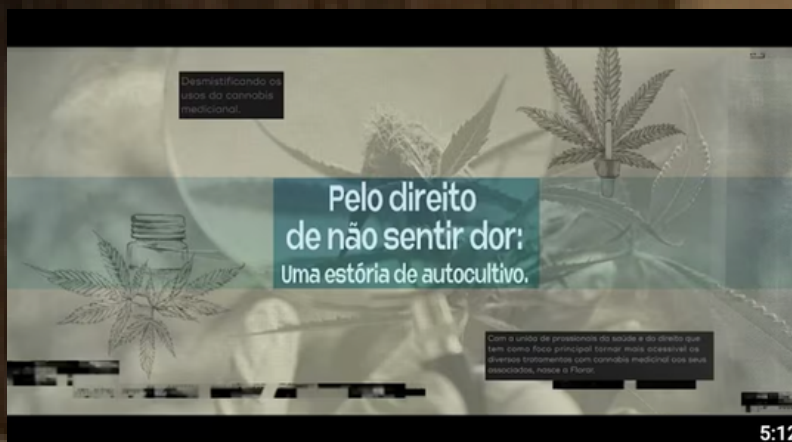 Desmistificando os
usos da cannabis
medicianal.
Pelo direito
de não sentir dor:
Uma estória de autocultivo.
Com a união de prossionais da saúde e do direito que
tem como foco principal tornar mais acessível os
diversos tratamentos com cannabis medicinal aos seus
associados, nasce a Florar.
5:12